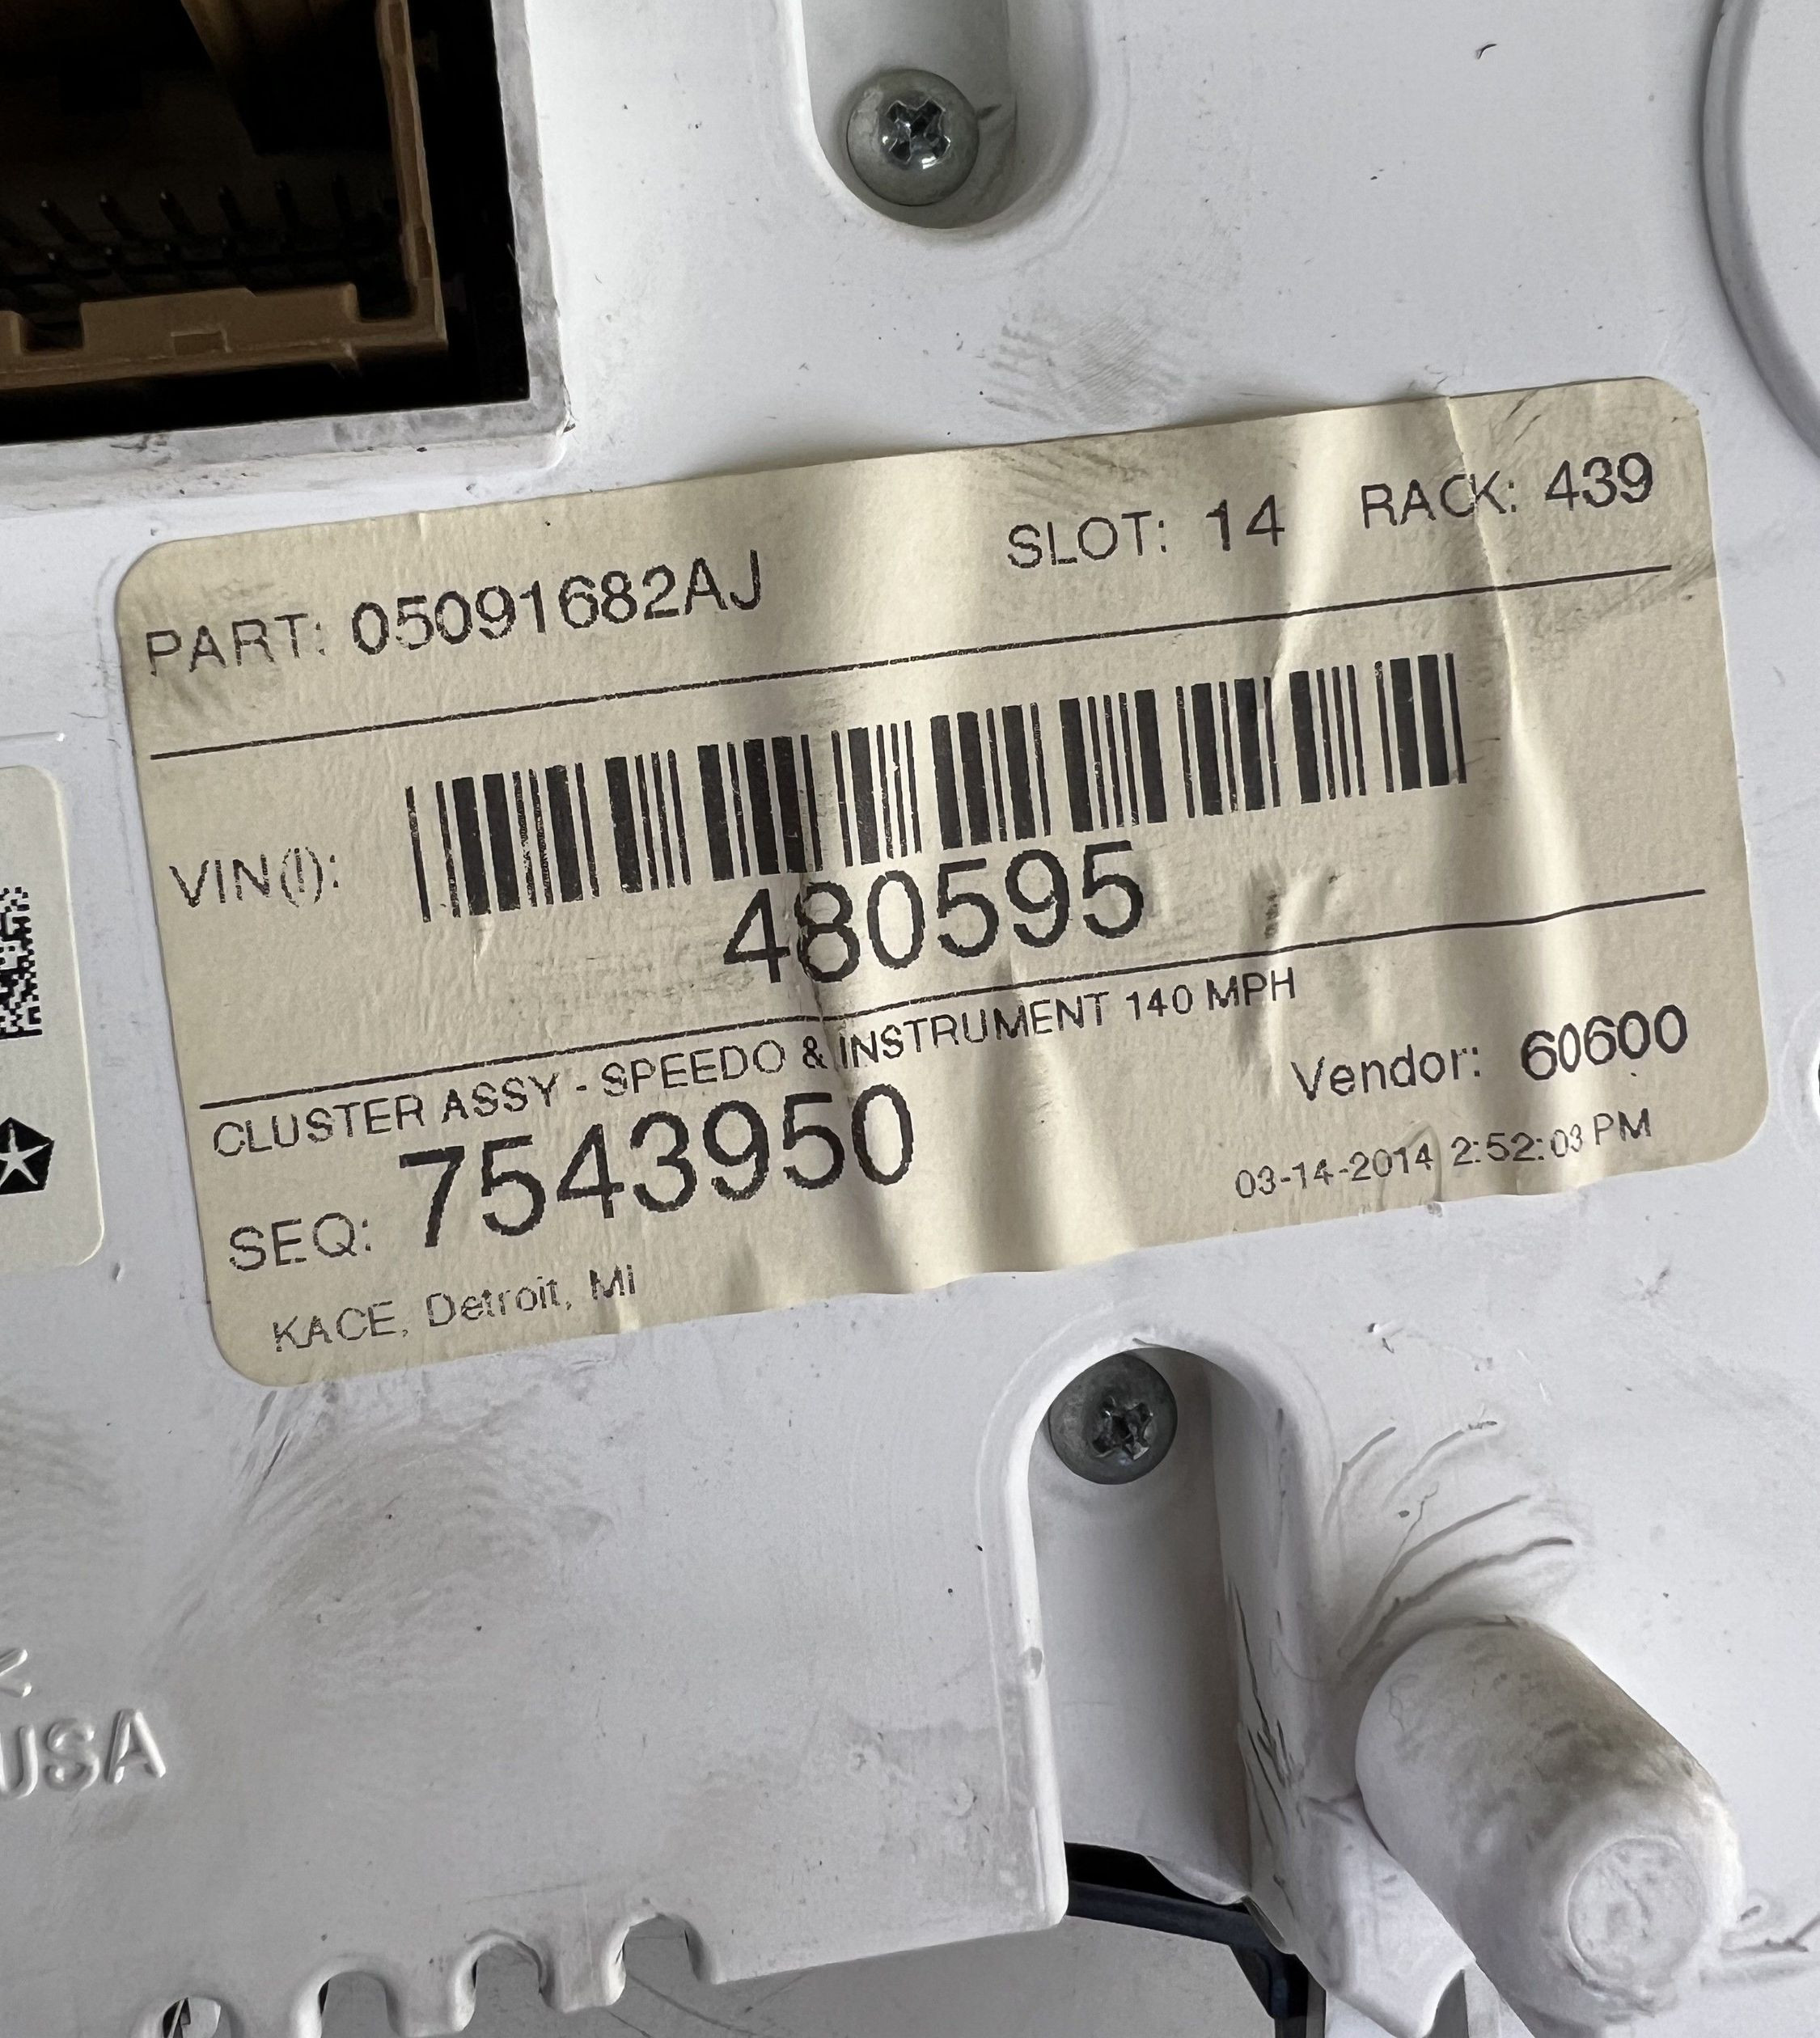 PART: 05091682AJ SLOT: 14 RACK: 439
VIN(I):
480595
CLUSTER ASSY - SPEEDO & INSTRUMENT 140 MPH
SEQ: 7543950 Vendor: 60600
03-14-2014 2:52:03 PM
KACE, Detroit, Mi
USA